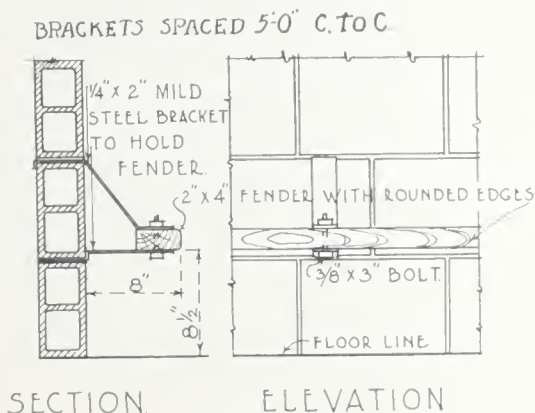 BRACKETS SPACED 5'-0" C. TO C
1/4" X 2" MILD
STEEL BRACKET
TO HOLD
FENDER.
2" X 4" FENDER WITH ROUNDED EDGES
3/8" X 3" BOLT.
8"
8 1/2"
FLOOR LINE
SECTION. ELEVATION